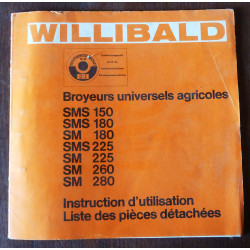 WILLIBALD
Broyeurs universels agricoles
SMS 150
SMS 180
SM 180
SMS 225
SM 225
SM 260
SM 280
Instruction d'utilisation
Liste des pièces détachées